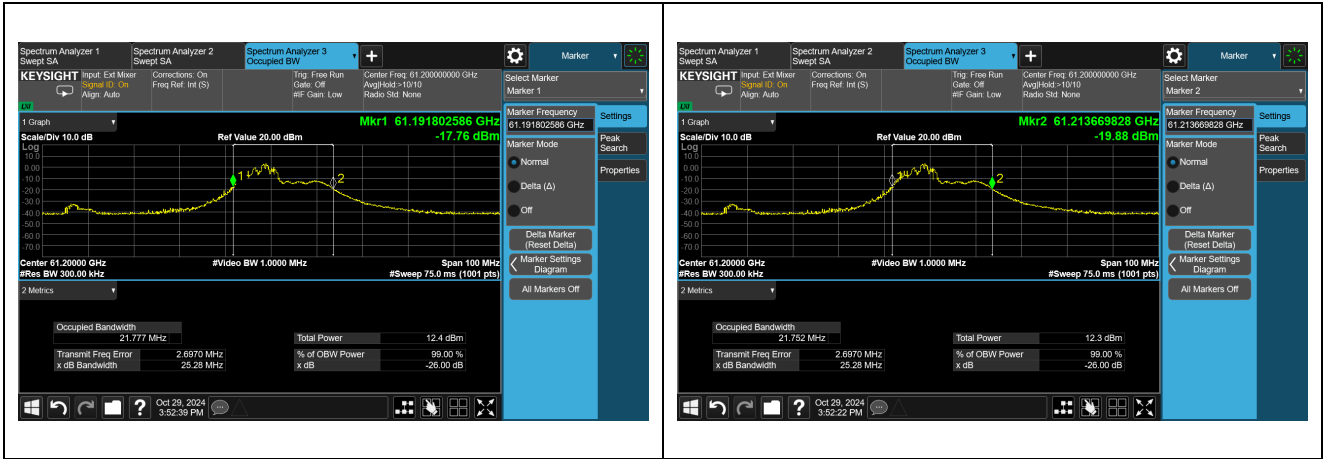 Spectrum Analyzer 1
Swept SA
Spectrum Analyzer 2
Swept SA
Spectrum Analyzer 3
Occupied BW
Marker
KEYSIGHT
Input: Ext Mixer
Signal ID: On
Align: Auto
Corrections: On
Freq Ref: Int (S)
Trig: Free Run
Gate: Off
#IF Gain: Low
Center Freq: 61.200000000 GHz
Avg|Hold:>10/10
Radio Std: None
LXI
Select Marker
Marker 1
1 Graph
Mkr1 61.191802586 GHz
Scale/Div 10.0 dB
Ref Value 20.00 dBm
-17.76 dBm
Log
10.0
0.00
-10.0
-20.0
-30.0
-40.0
-50.0
-60.0
-70.0
1
2
Center 61.20000 GHz
#Video BW 1.0000 MHz
Span 100 MHz
#Res BW 300.00 kHz
#Sweep 75.0 ms (1001 pts)
Marker Frequency
61.191802586 GHz
Marker Mode
Normal
Delta (Δ)
Off
Delta Marker
(Reset Delta)
Marker Settings
Diagram
All Markers Off
Settings
Peak
Search
Properties
2 Metrics
Occupied Bandwidth
21.777 MHz
Total Power 12.4 dBm
Transmit Freq Error 2.6970 MHz
% of OBW Power 99.00 %
x dB Bandwidth 25.28 MHz
x dB -26.00 dB
?
Oct 29, 2024
3:52:39 PM
Spectrum Analyzer 1
Swept SA
Spectrum Analyzer 2
Swept SA
Spectrum Analyzer 3
Occupied BW
Marker
KEYSIGHT
Input: Ext Mixer
Signal ID: On
Align: Auto
Corrections: On
Freq Ref: Int (S)
Trig: Free Run
Gate: Off
#IF Gain: Low
Center Freq: 61.200000000 GHz
Avg|Hold:>10/10
Radio Std: None
LXI
Select Marker
Marker 2
1 Graph
Mkr2 61.213669828 GHz
Scale/Div 10.0 dB
Ref Value 20.00 dBm
-19.88 dBm
Log
10.0
0.00
-10.0
-20.0
-30.0
-40.0
-50.0
-60.0
-70.0
1
2
Center 61.20000 GHz
#Video BW 1.0000 MHz
Span 100 MHz
#Res BW 300.00 kHz
#Sweep 75.0 ms (1001 pts)
Marker Frequency
61.213669828 GHz
Marker Mode
Normal
Delta (Δ)
Off
Delta Marker
(Reset Delta)
Marker Settings
Diagram
All Markers Off
Settings
Peak
Search
Properties
2 Metrics
Occupied Bandwidth
21.752 MHz
Total Power 12.3 dBm
Transmit Freq Error 2.6970 MHz
% of OBW Power 99.00 %
x dB Bandwidth 25.28 MHz
x dB -26.00 dB
?
Oct 29, 2024
3:52:22 PM